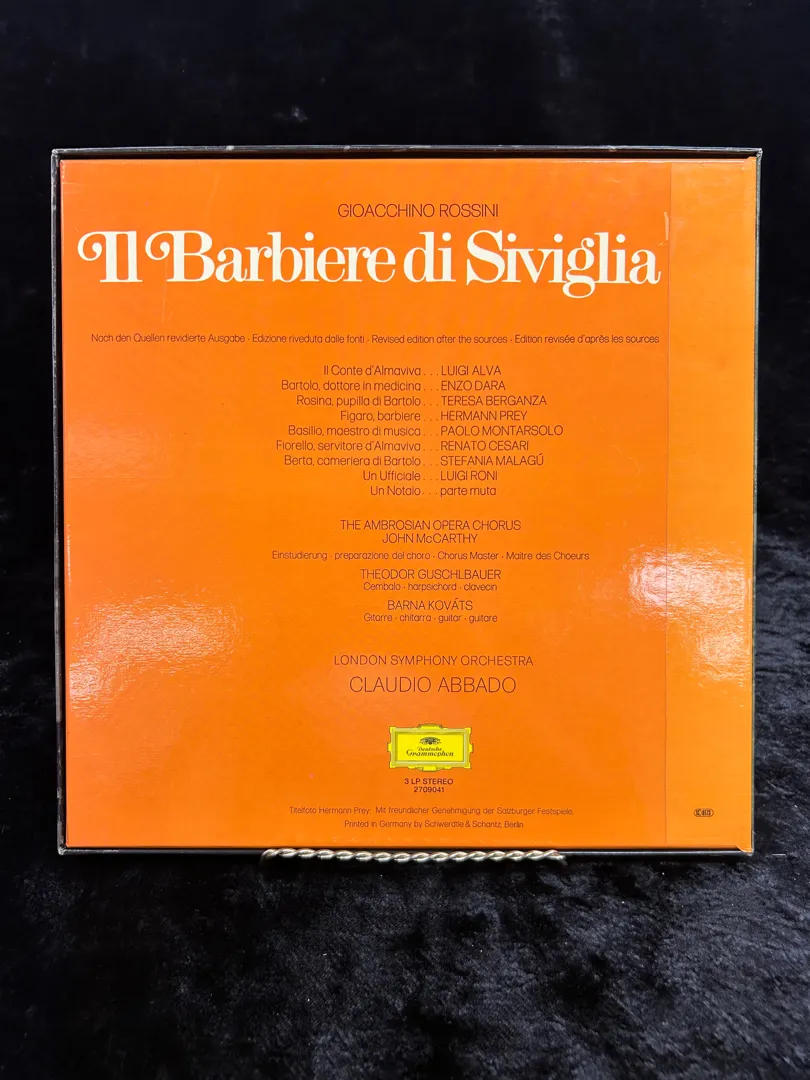 GIOACCHINO ROSSINI
Il Barbiere di Siviglia
Nach den Quellen revidierte Ausgabe · Edizione riveduta dalle fonti · Revised edition after the sources · Edition revisée d'après les sources
Il Conte d'Almaviva . . . LUIGI ALVA
Bartolo, dottore in medicina . . . ENZO DARA
Rosina, pupilla di Bartolo . . . TERESA BERGANZA
Figaro, barbiere . . . HERMANN PREY
Basilio, maestro di musica . . . PAOLO MONTARSOLO
Fiorello, servitore d'Almaviva . . . RENATO CESARI
Berta, cameriera di Bartolo . . . STEFANIA MALAGÚ
Un Ufficiale . . . LUIGI RONI
Un Notaio . . . parte muta
THE AMBROSIAN OPERA CHORUS
JOHN McCARTHY
Einstudierung · preparazione del choro · Chorus Master · Maître des Choeurs
THEODOR GUSCHLBAUER
Cembalo · harpsichord · clavecin
BARNA KOVÁTS
Gitarre · chitarra · guitar · guitare
LONDON SYMPHONY ORCHESTRA
CLAUDIO ABBADO
Deutsche
Grammophon
3 LP STEREO
2709041
Titelfoto Hermann Prey: Mit freundlicher Genehmigung der Salzburger Festspiele.
Printed in Germany by Schwerdtle & Schantz, Berlin